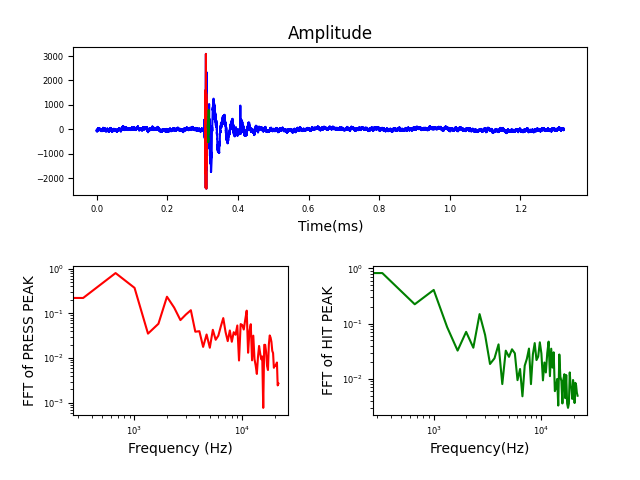 Amplitude
3000
2000
1000
0
−1000
−2000
0.0 0.2 0.4 0.6 0.8 1.0 1.2
Time(ms)
FFT of PRESS PEAK
10⁰
10⁻¹
10⁻²
10⁻³
10³ 10⁴
Frequency (Hz)
FFT of HIT PEAK
10⁰
10⁻¹
10⁻²
10³ 10⁴
Frequency(Hz)